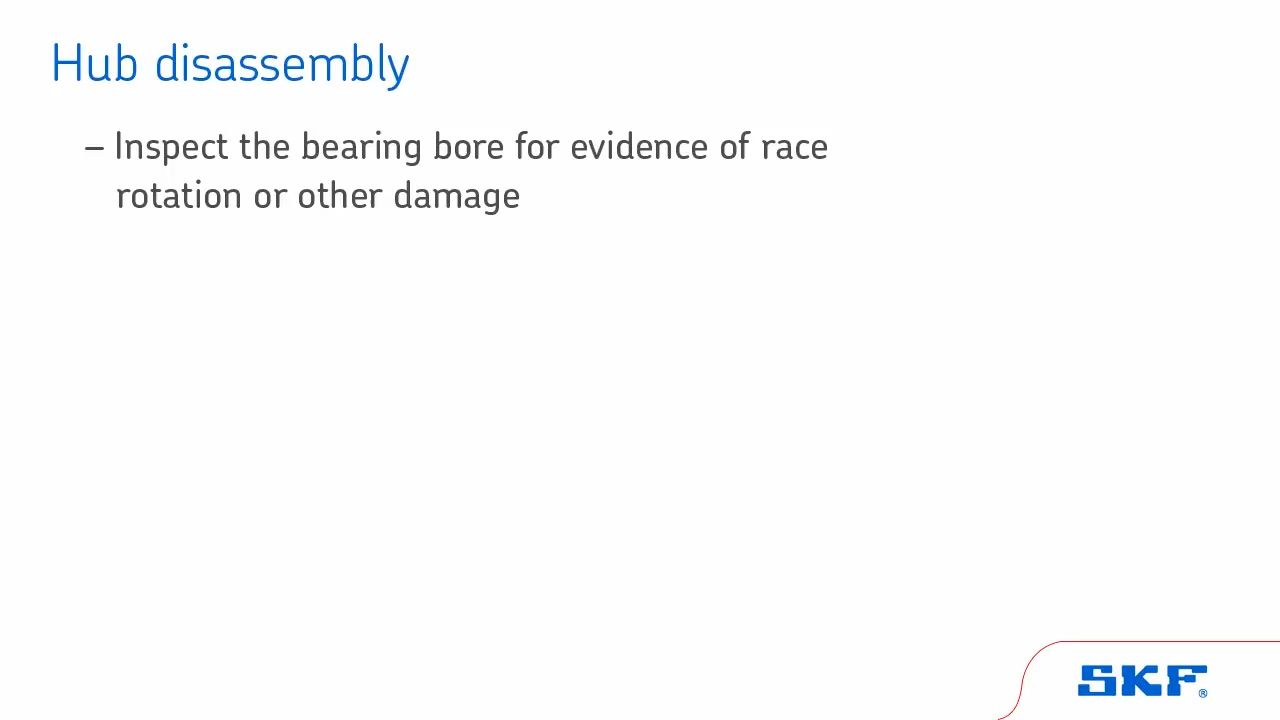 Hub disassembly
– Inspect the bearing bore for evidence of race
rotation or other damage
SKF®